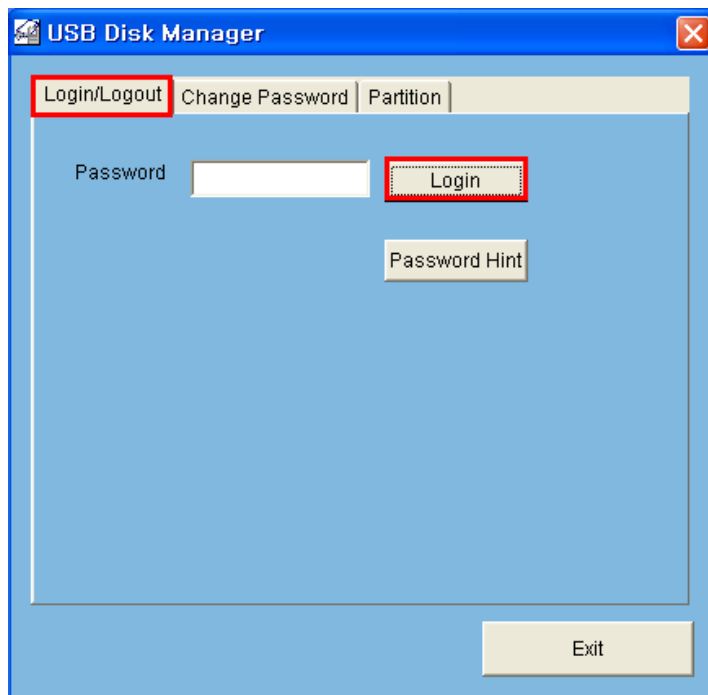 USB Disk Manager
Login/Logout Change Password Partition
Password Login
Password Hint
Exit